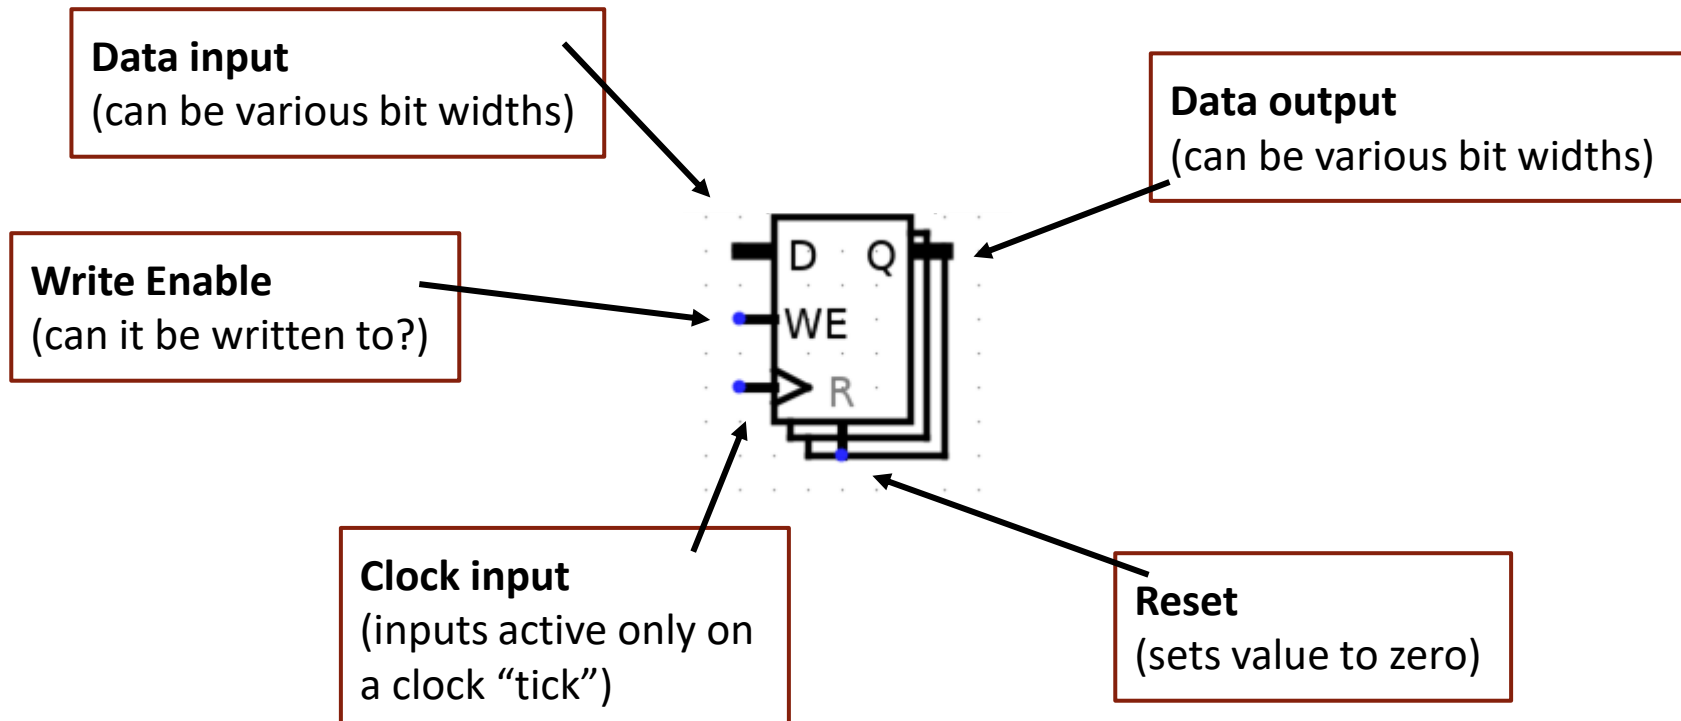 Data input
(can be various bit widths)
Data output
(can be various bit widths)
Write Enable
(can it be written to?)
D Q
WE
R
Clock input
(inputs active only on
a clock “tick”)
Reset
(sets value to zero)